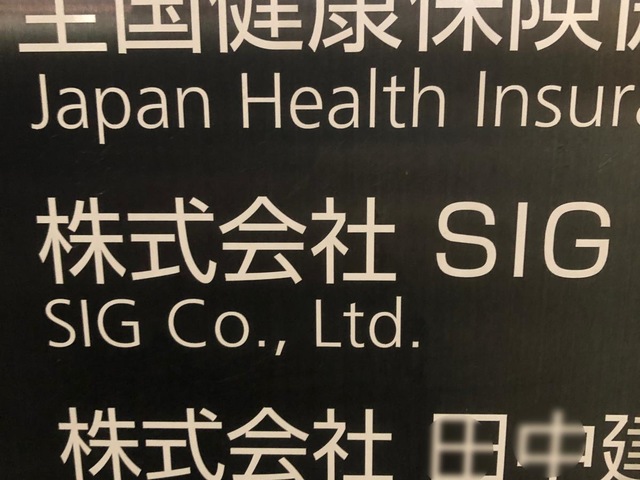 全国健康保険
Japan Health Insur
株式会社 SIG
SIG Co., Ltd.
株式会社